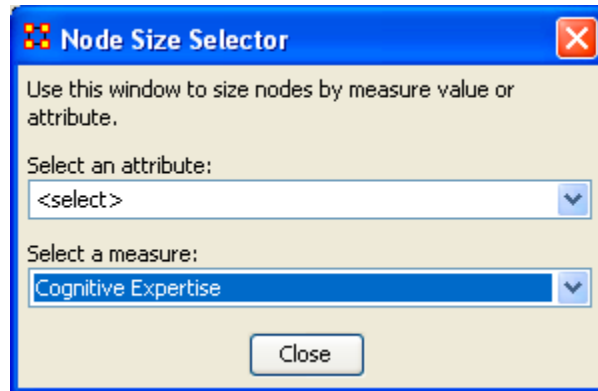 Node Size Selector
Use this window to size nodes by measure value or
attribute.
Select an attribute:
<select>
Select a measure:
Cognitive Expertise
Close